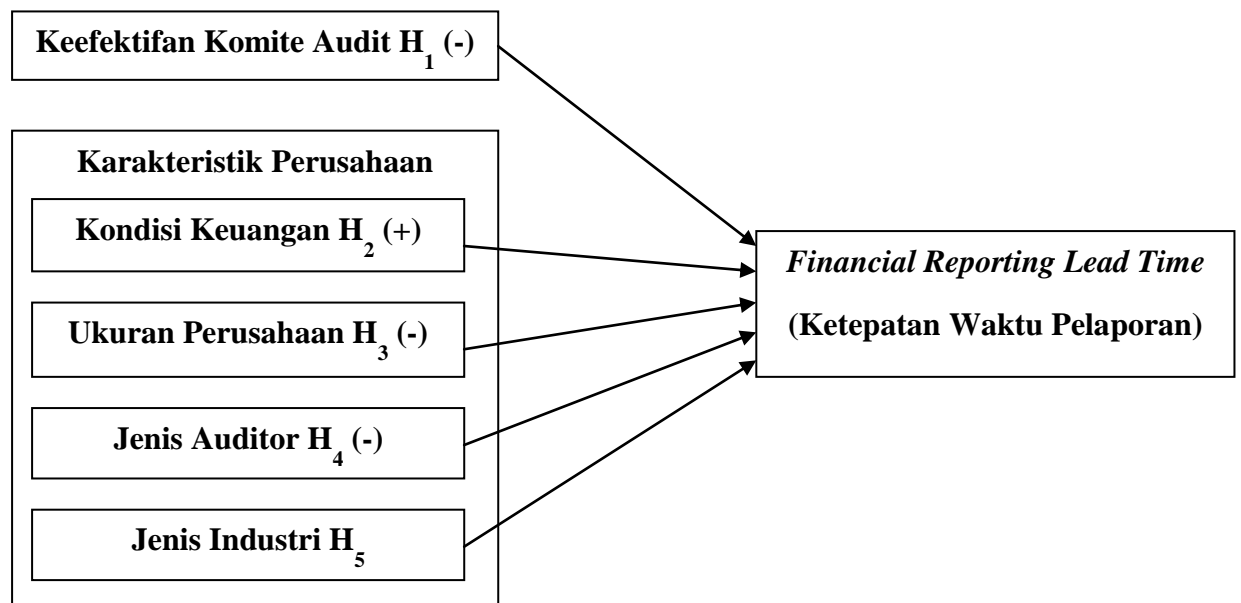 Keefektifan Komite Audit H₁ (-)
Karakteristik Perusahaan
Kondisi Keuangan H₂ (+)
Ukuran Perusahaan H₃ (-)
Jenis Auditor H₄ (-)
Jenis Industri H₅
Financial Reporting Lead Time
(Ketepatan Waktu Pelaporan)